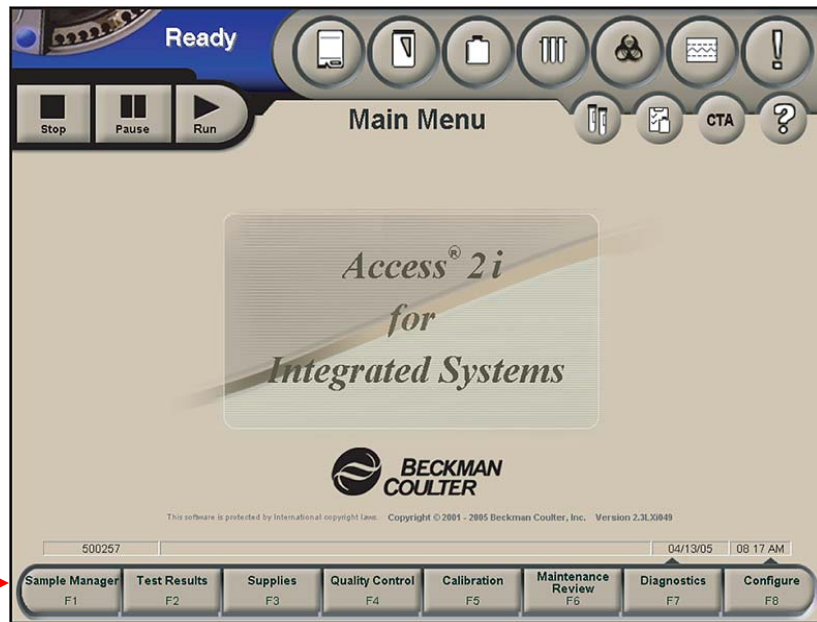 Ready
Stop
Pause
Run
Main Menu
CTA
Access® 2 i
for
Integrated Systems
BECKMAN
COULTER
This software is protected by International copyright laws. Copyright © 2001 - 2005 Beckman Coulter, Inc. Version 2.3LXi049
500257
04/13/05
08 17 AM
Sample Manager
F1
Test Results
F2
Supplies
F3
Quality Control
F4
Calibration
F5
Maintenance
Review
F6
Diagnostics
F7
Configure
F8